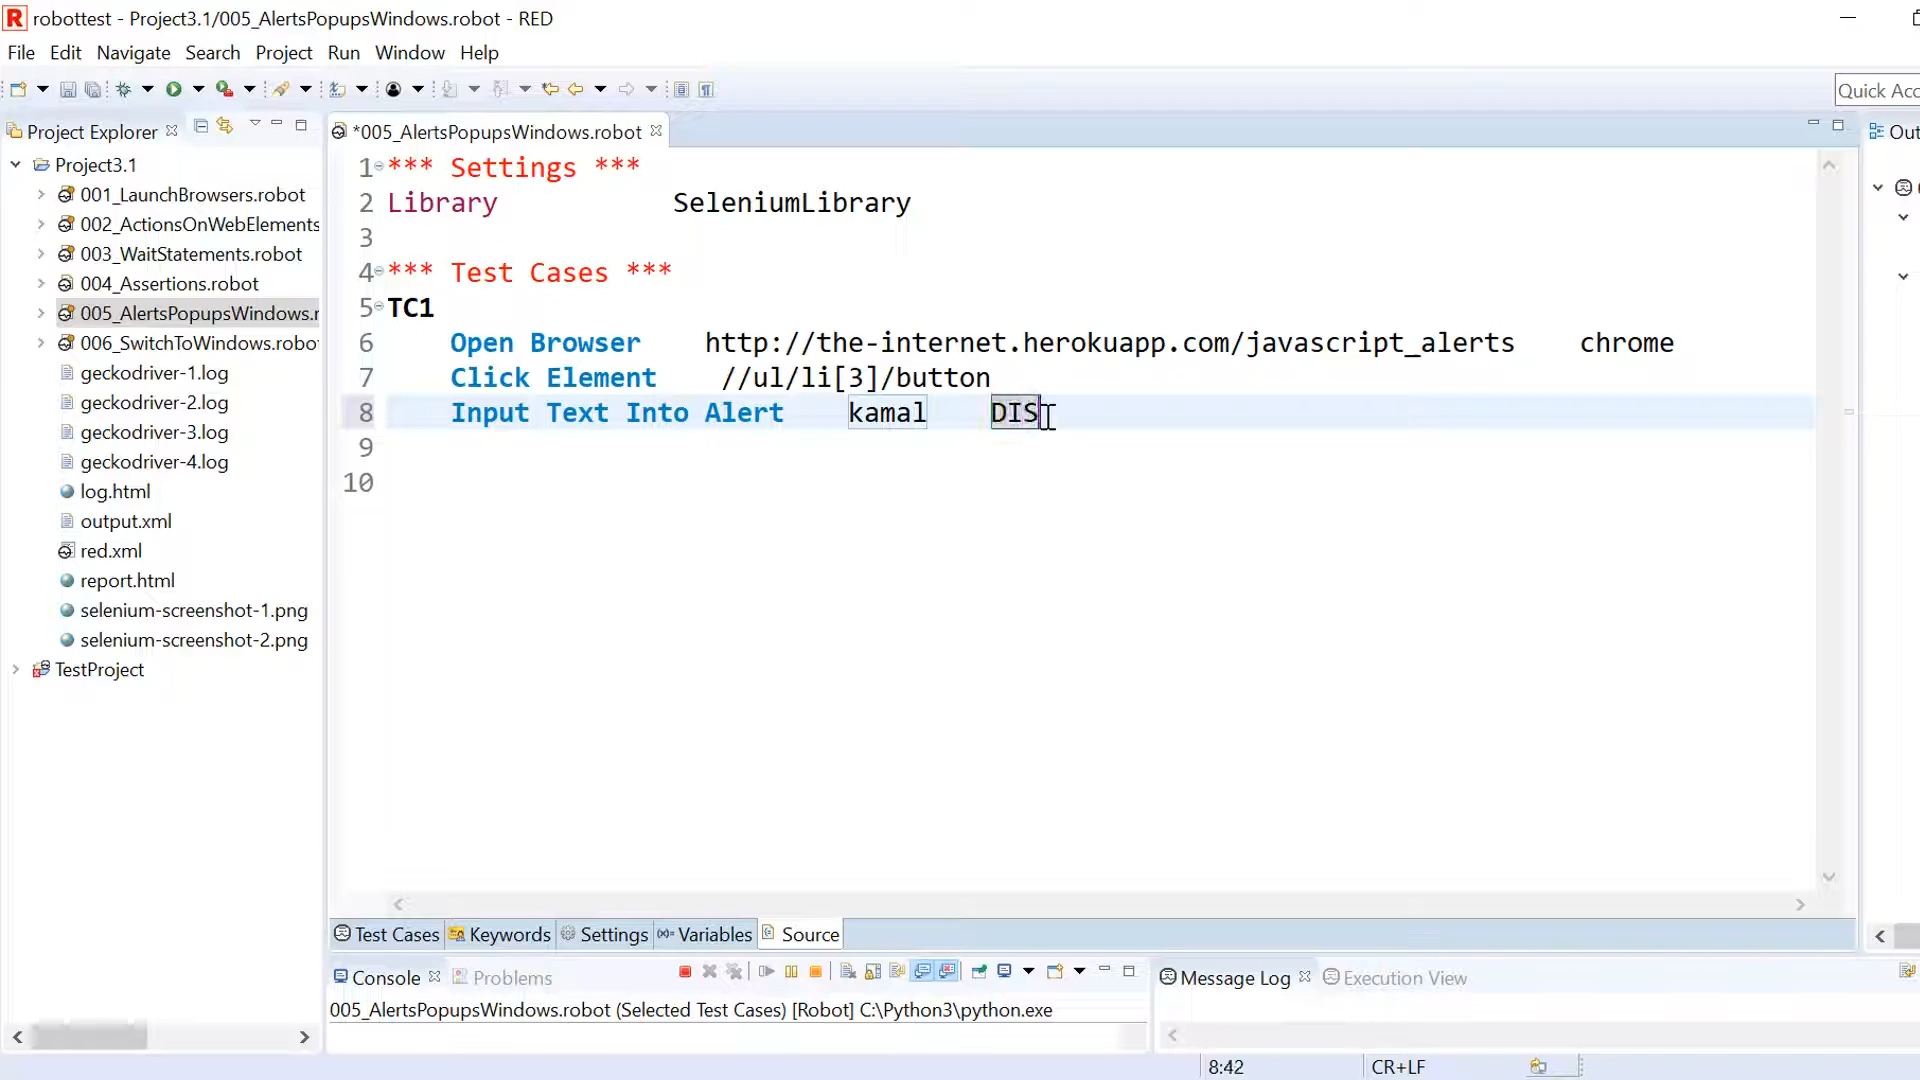 robottest - Project3.1/005_AlertsPopupsWindows.robot - RED
File Edit Navigate Search Project Run Window Help
Quick Acc
Project Explorer
*005_AlertsPopupsWindows.robot
Out
Project3.1
001_LaunchBrowsers.robot
002_ActionsOnWebElements
003_WaitStatements.robot
004_Assertions.robot
005_AlertsPopupsWindows.r
006_SwitchToWindows.robo
geckodriver-1.log
geckodriver-2.log
geckodriver-3.log
geckodriver-4.log
log.html
output.xml
red.xml
report.html
selenium-screenshot-1.png
selenium-screenshot-2.png
TestProject
1 *** Settings ***
2 Library SeleniumLibrary
3
4 *** Test Cases ***
5 TC1
6 Open Browser http://the-internet.herokuapp.com/javascript_alerts chrome
7 Click Element //ul/li[3]/button
8 Input Text Into Alert kamal DIS
9
10
Test Cases Keywords Settings Variables Source
Console Problems
005_AlertsPopupsWindows.robot (Selected Test Cases) [Robot] C:\Python3\python.exe
Message Log Execution View
8:42 CR+LF